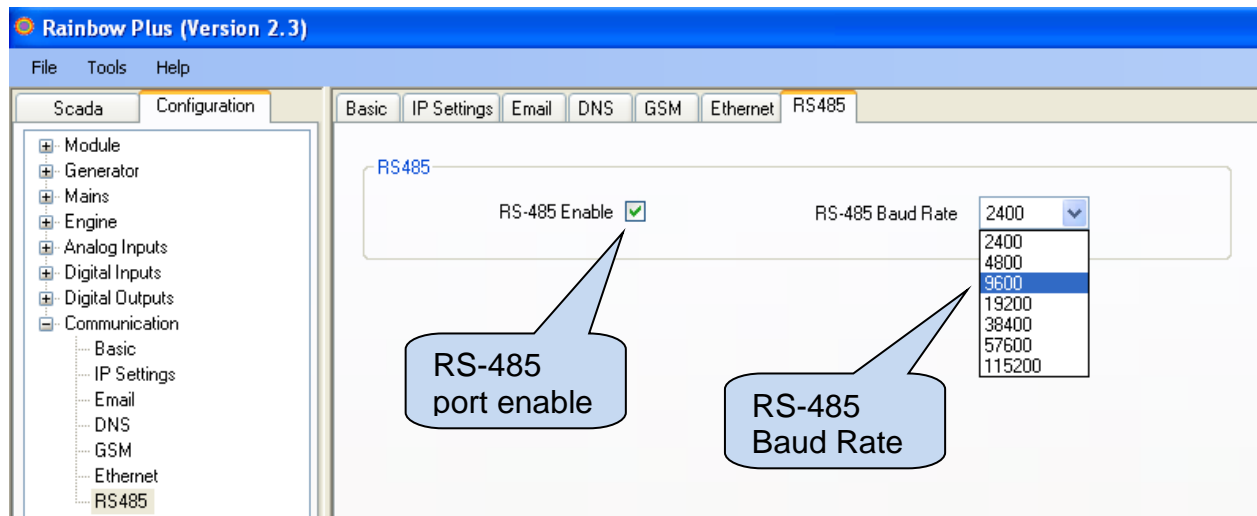 Rainbow Plus (Version 2.3)
File Tools Help
Scada Configuration
Module
Generator
Mains
Engine
Analog Inputs
Digital Inputs
Digital Outputs
Communication
Basic
IP Settings
Email
DNS
GSM
Ethernet
RS485
Basic IP Settings Email DNS GSM Ethernet RS485
RS485
RS-485 Enable RS-485 Baud Rate 2400
2400
4800
9600
19200
38400
57600
115200
RS-485
port enable
RS-485
Baud Rate